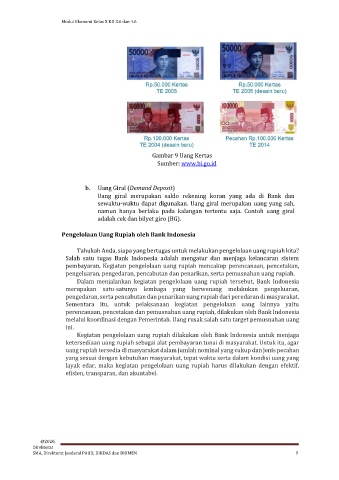 Modul Ekonomi Kelas X KD 3.6 dan 4.6
Rp.50.000 Kertas
TE 2005
Rp.50.000 Kertas
TE 2005 (desain baru)
Rp.100.000 Kertas
TE 2004 (desain baru)
Pecahan Rp.100.000 Kertas
TE 2014
Gambar 9 Uang Kertas
Sumber: www.bi.go.id
b. Uang Giral (Demand Deposit)
Uang giral merupakan saldo rekening koran yang ada di Bank dan
sewaktu-waktu dapat digunakan. Uang giral merupakan uang yang sah,
namun hanya berlaku pada kalangan tertentu saja. Contoh uang giral
adalah cek dan bilyet giro (BG).
Pengelolaan Uang Rupiah oleh Bank Indonesia
Tahukah Anda, siapa yang bertugas untuk melakukan pengelolaan uang rupiah kita?
Salah satu tugas Bank Indonesia adalah mengatur dan menjaga kelancaran sistem
pembayaran. Kegiatan pengelolaan uang rupiah mencakup perencanaan, pencetakan,
pengeluaran, pengedaran, pencabutan dan penarikan, serta pemusnahan uang rupiah.
Dalam menjalankan kegiatan pengelolaan uang rupiah tersebut, Bank Indonesia
merupakan satu-satunya lembaga yang berwenang melakukan pengeluaran,
pengedaran, serta pencabutan dan penarikan uang rupiah dari peredaran di masyarakat.
Sementara itu, untuk pelaksanaan kegiatan pengelolaan uang lainnya yaitu
perencanaan, pencetakan dan pemusnahan uang rupiah, dilakukan oleh Bank Indonesia
melalui koordinasi dengan Pemerintah. Uang rusak salah satu target pemusnahan uang
ini.
Kegiatan pengelolaan uang rupiah dilakukan oleh Bank Indonesia untuk menjaga
ketersediaan uang rupiah sebagai alat pembayaran tunai di masyarakat. Untuk itu, agar
uang rupiah tersedia di masyarakat dalam jumlah nominal yang cukup dan jenis pecahan
yang sesuai dengan kebutuhan masyarakat, tepat waktu serta dalam kondisi uang yang
layak edar, maka kegiatan pengelolaan uang rupiah harus dilakukan dengan efektif,
efisien, transparan, dan akuntabel.
@2020,
Direktorat
SMA, Direktorat Jenderal PAUD, DIKDAS dan DIKMEN
9